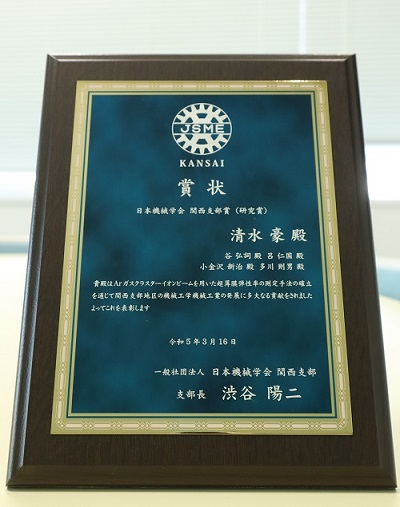 JSME
KANSAI
賞状
日本機械学会 関西支部賞(研究賞)
清水 豪 殿
谷 弘詞 殿 呂 仁国 殿
小金沢 新治 殿 多川 則男 殿
貴殿はArガスクラスターイオンビームを用いた超薄膜弾性率の測定手法の確立
を通じて関西支部地区の機械工学機械工業の発展に多大なる貢献をされました
よってこれを表彰します
令和5年3月16日
一般社団法人 日本機械学会 関西支部
支部長 渋谷 陽二